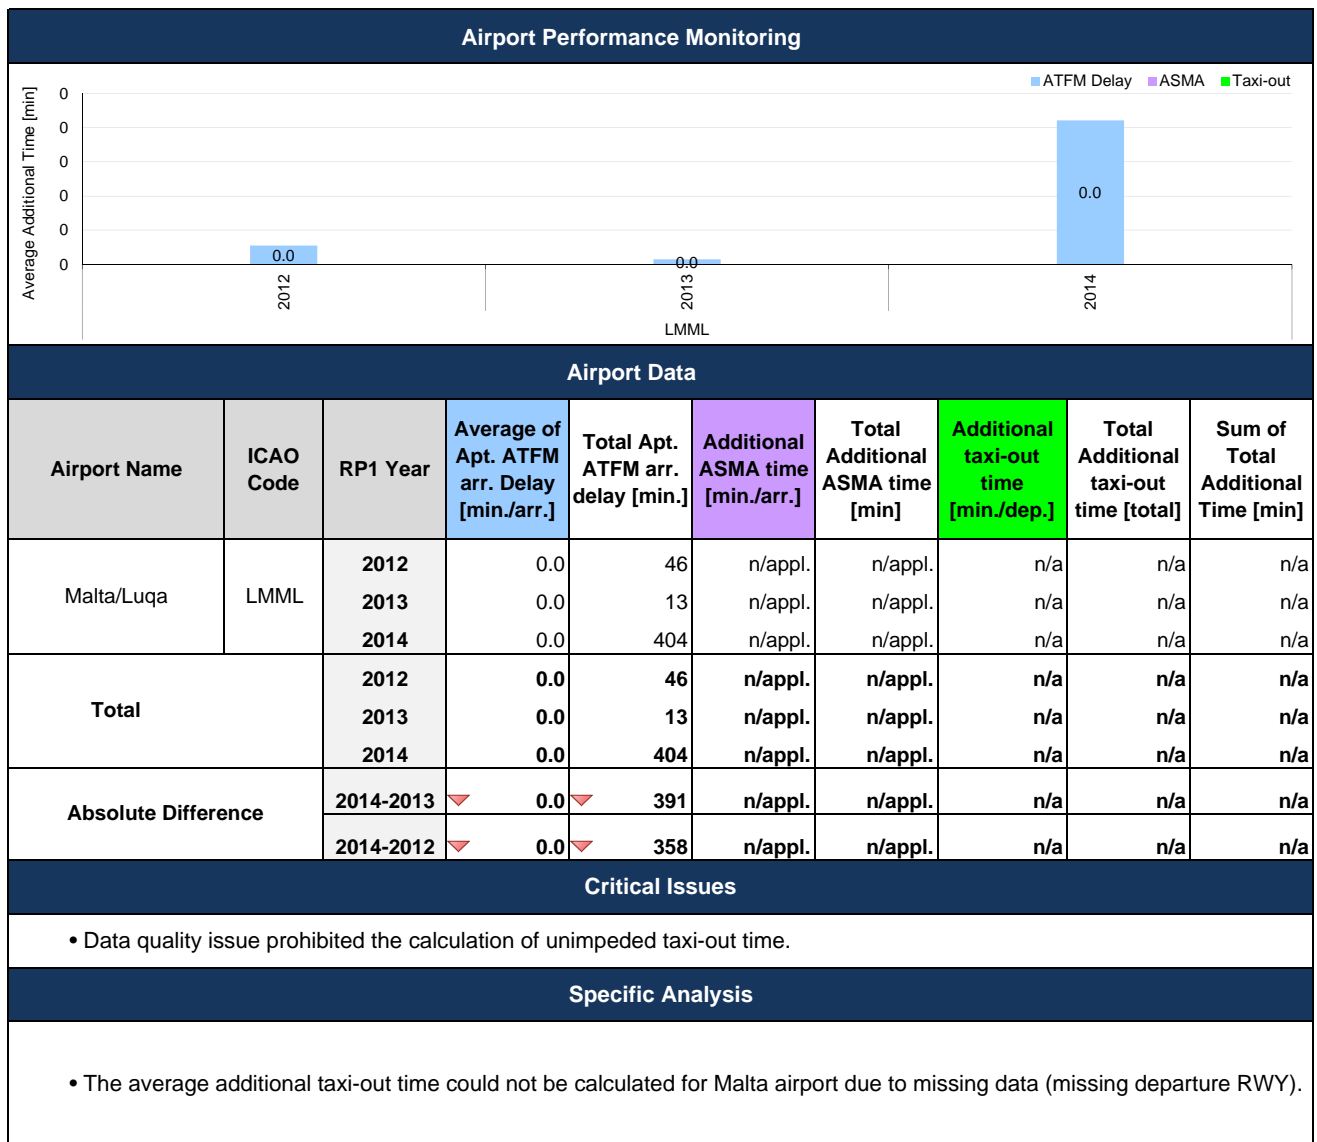 Airport Performance Monitoring
ATFM Delay ASMA Taxi-out
Average Additional Time [min]
0
0
0
0
0
0
0.0
0.0
0.0
2012
2013
2014
LMML
Airport Data
Airport Name
ICAO
Code
RP1 Year
Average of
Apt. ATFM
arr. Delay
[min./arr.]
Total Apt.
ATFM arr.
delay [min.]
Additional
ASMA time
[min./arr.]
Total
Additional
ASMA time
[min]
Additional
taxi-out
time
[min./dep.]
Total
Additional
taxi-out
time [total]
Sum of
Total
Additional
Time [min]
Malta/Luqa LMML
2012 0.0 46 n/appl. n/appl. n/a n/a n/a
2013 0.0 13 n/appl. n/appl. n/a n/a n/a
2014 0.0 404 n/appl. n/appl. n/a n/a n/a
Total
2012 0.0 46 n/appl. n/appl. n/a n/a n/a
2013 0.0 13 n/appl. n/appl. n/a n/a n/a
2014 0.0 404 n/appl. n/appl. n/a n/a n/a
Absolute Difference
2014-2013 0.0 391 n/appl. n/appl. n/a n/a n/a
2014-2012 0.0 358 n/appl. n/appl. n/a n/a n/a
Critical Issues
• Data quality issue prohibited the calculation of unimpeded taxi-out time.
Specific Analysis
• The average additional taxi-out time could not be calculated for Malta airport due to missing data (missing departure RWY).